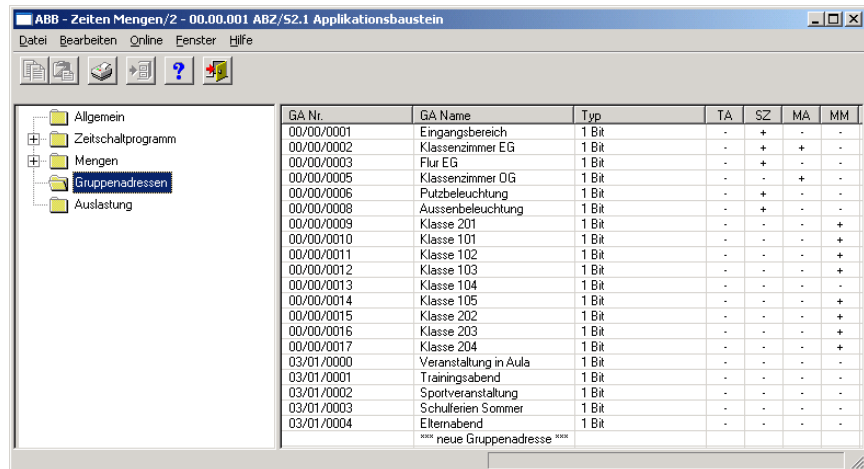 ABB - Zeiten Mengen/2 - 00.00.001 ABZ/S2.1 Applikationsbaustein
Datei Bearbeiten Online Fenster Hilfe
Allgemein
Zeitschaltprogramm
Mengen
Gruppenadressen
Auslastung
GA Nr. GA Name Typ TA SZ MA MM
00/00/0001 Eingangsbereich 1 Bit - + - -
00/00/0002 Klassenzimmer EG 1 Bit - + + -
00/00/0003 Flur EG 1 Bit - + - -
00/00/0005 Klassenzimmer OG 1 Bit - - + -
00/00/0006 Putzbeleuchtung 1 Bit - + - -
00/00/0008 Aussenbeleuchtung 1 Bit - + - -
00/00/0009 Klasse 201 1 Bit - - - +
00/00/0010 Klasse 101 1 Bit - - - +
00/00/0011 Klasse 102 1 Bit - - - +
00/00/0012 Klasse 103 1 Bit - - - +
00/00/0013 Klasse 104 1 Bit - - - -
00/00/0014 Klasse 105 1 Bit - - - +
00/00/0015 Klasse 202 1 Bit - - - +
00/00/0016 Klasse 203 1 Bit - - - +
00/00/0017 Klasse 204 1 Bit - - - +
03/01/0000 Veranstaltung in Aula 1 Bit - - - -
03/01/0001 Trainingsabend 1 Bit - - - -
03/01/0002 Sportveranstaltung 1 Bit - - - -
03/01/0003 Schulferien Sommer 1 Bit - - - -
03/01/0004 Elternabend 1 Bit - - - -
*** neue Gruppenadresse ***